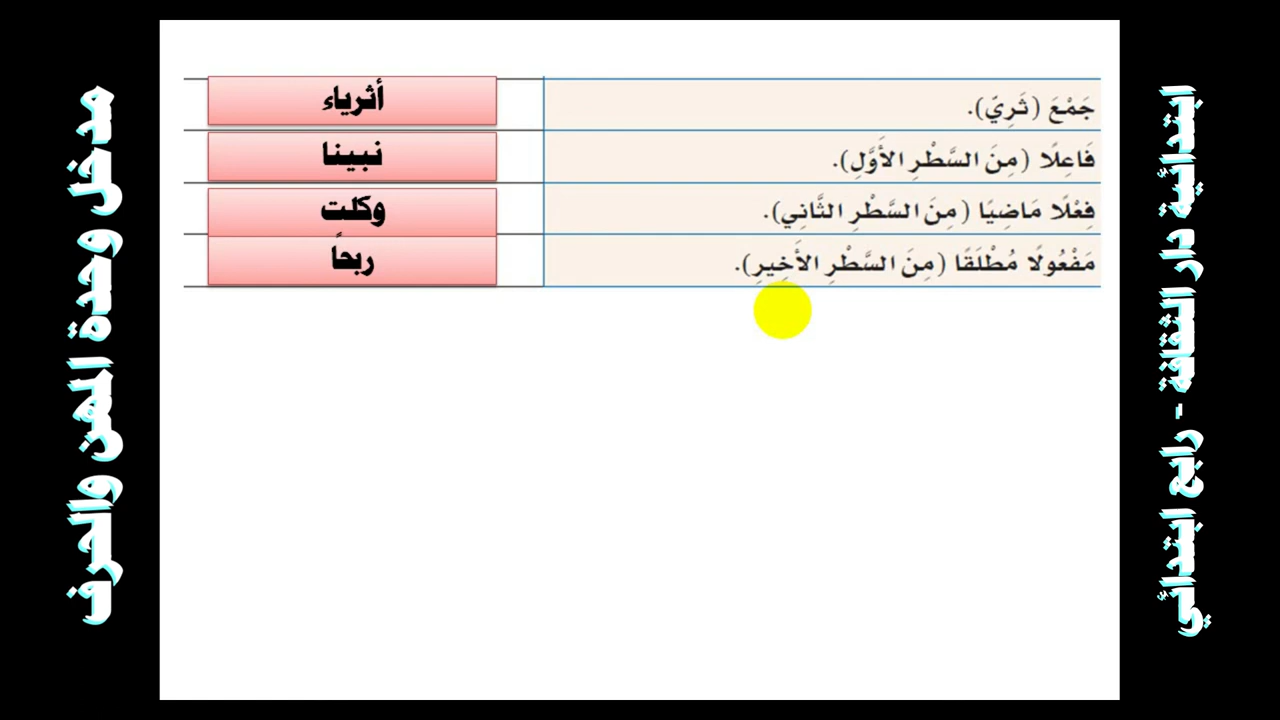 ابتدائية دار الثقافة - رابع ابتدائي
جَمْعَ (ثَرِيّ). أثرياء
فَاعِلًا (مِنَ السَّطْرِ الأَوَّلِ). نبينا
فِعْلًا مَاضِيًا (مِنَ السَّطْرِ الثَّانِي). وكلت
مَفْعُولًا مُطْلَقًا (مِنَ السَّطْرِ الأَخِيرِ). ربحاً
مدخل وحدة المهن والحرف